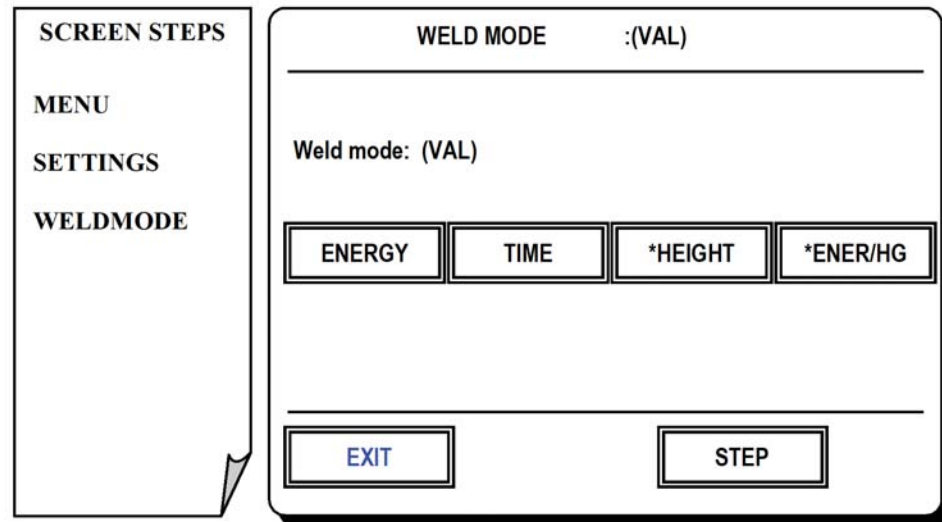 SCREEN STEPS
MENU
SETTINGS
WELDMODE
WELD MODE :(VAL)
Weld mode: (VAL)
ENERGY TIME *HEIGHT *ENER/HG
EXIT STEP